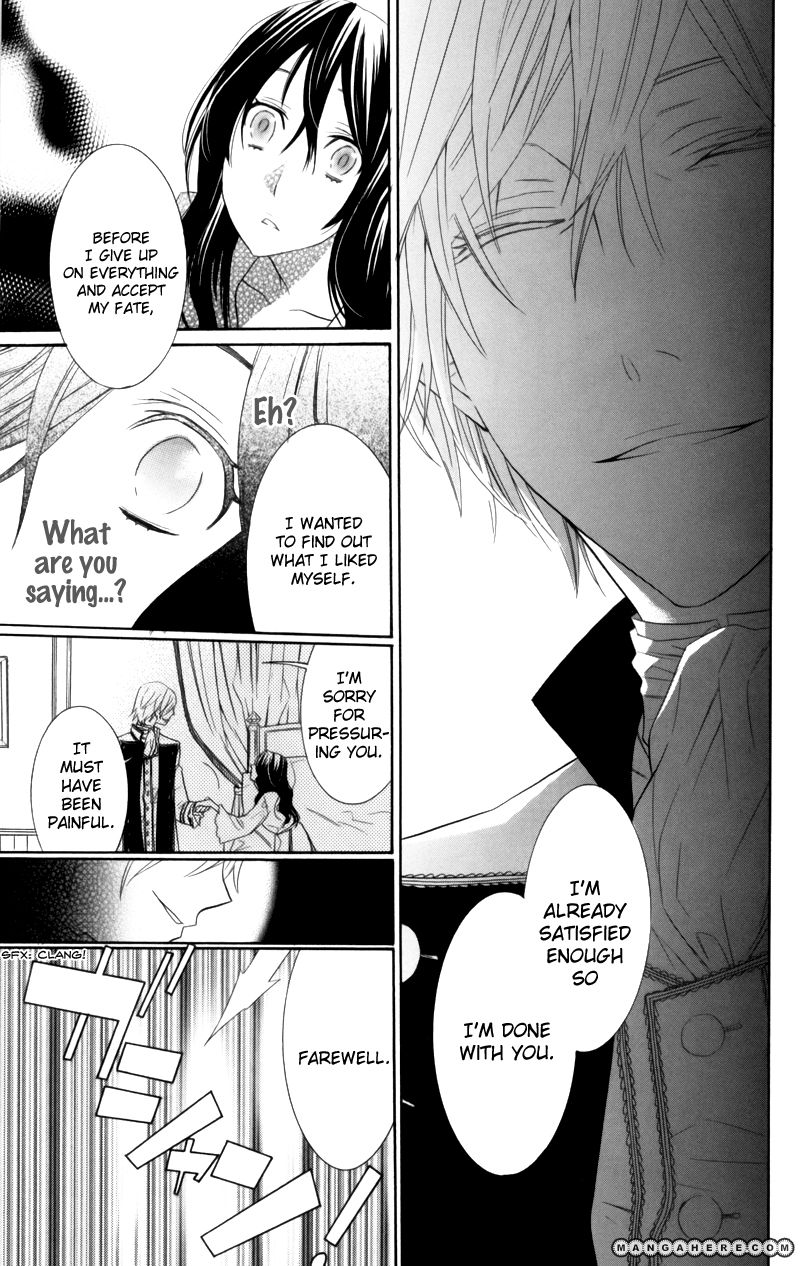 I'M
ALREADY
SATISFIED
ENOUGH
SO
I'M DONE
WITH YOU.
BEFORE
I GIVE UP
ON EVERYTHING
AND ACCEPT
MY FATE,
Eh?
I WANTED
TO FIND OUT
WHAT I LIKED
MYSELF.
What
are you
saying...?
I'M
SORRY
FOR
PRESSUR-
ING YOU.
IT
MUST
HAVE
BEEN
PAINFUL.
SFX: CLANG!
FAREWELL.
MANGAHERE.COM